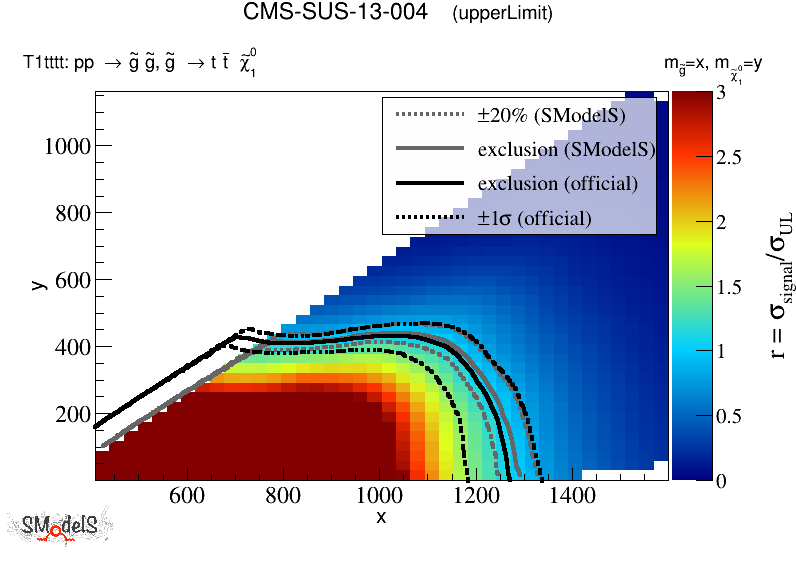 CMS-SUS-13-004 (upperLimit)
T1tttt: pp → g̃ g̃, g̃ → t t̄ χ̃₁⁰
m_g̃=x, m_χ̃₁⁰=y
±20% (SModelS)
exclusion (SModelS)
exclusion (official)
±1σ (official)
1000
800
600
400
200
y
600
800
1000
1200
1400
x
3
2.5
2
1.5
1
0.5
0
r = σ_signal/σ_UL
SModelS